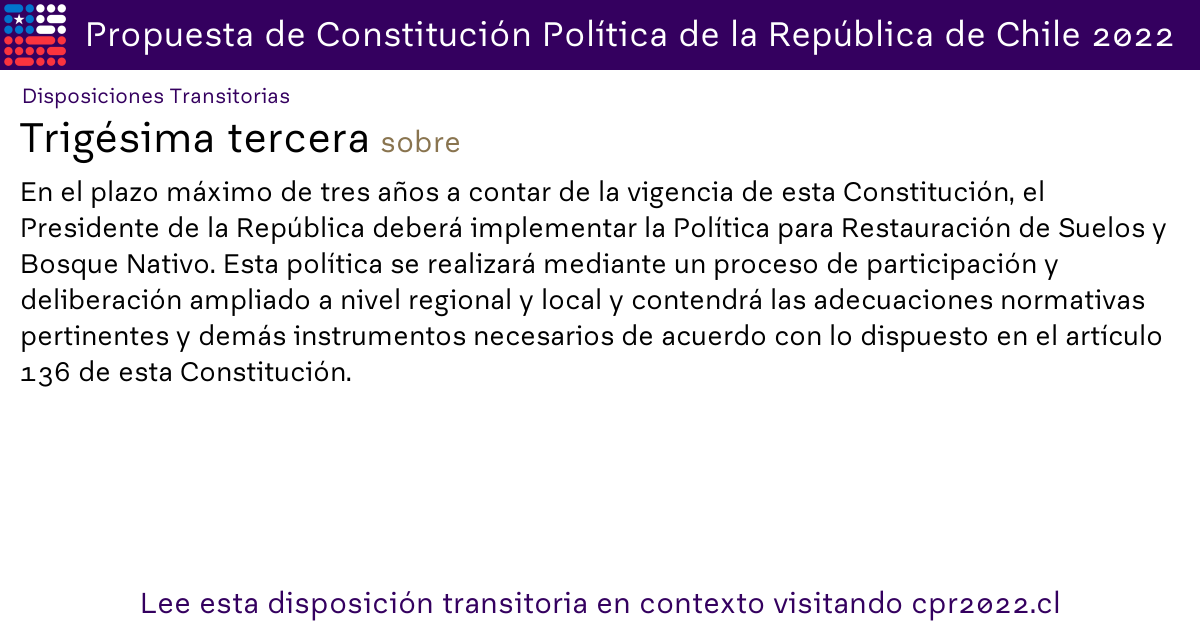 Propuesta de Constitución Política de la República de Chile 2022
Disposiciones Transitorias
Trigésima tercera sobre
En el plazo máximo de tres años a contar de la vigencia de esta Constitución, el
Presidente de la República deberá implementar la Política para Restauración de Suelos y
Bosque Nativo. Esta política se realizará mediante un proceso de participación y
deliberación ampliado a nivel regional y local y contendrá las adecuaciones normativas
pertinentes y demás instrumentos necesarios de acuerdo con lo dispuesto en el artículo
136 de esta Constitución.
Lee esta disposición transitoria en contexto visitando cpr2022.cl